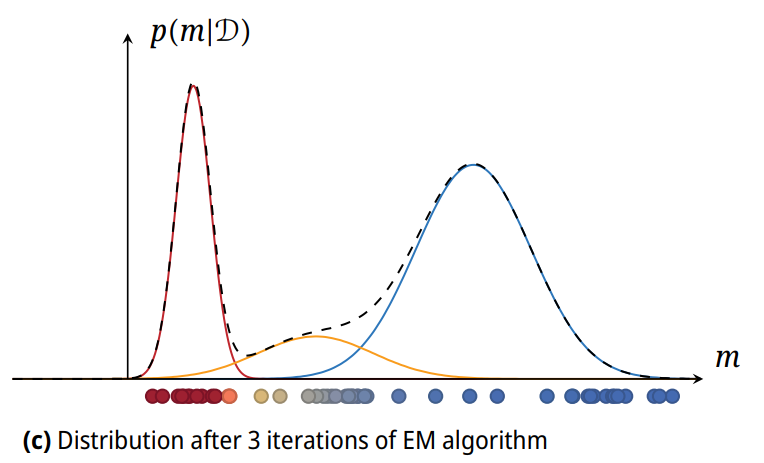 p(m|𝒟)
m
(c) Distribution after 3 iterations of EM algorithm